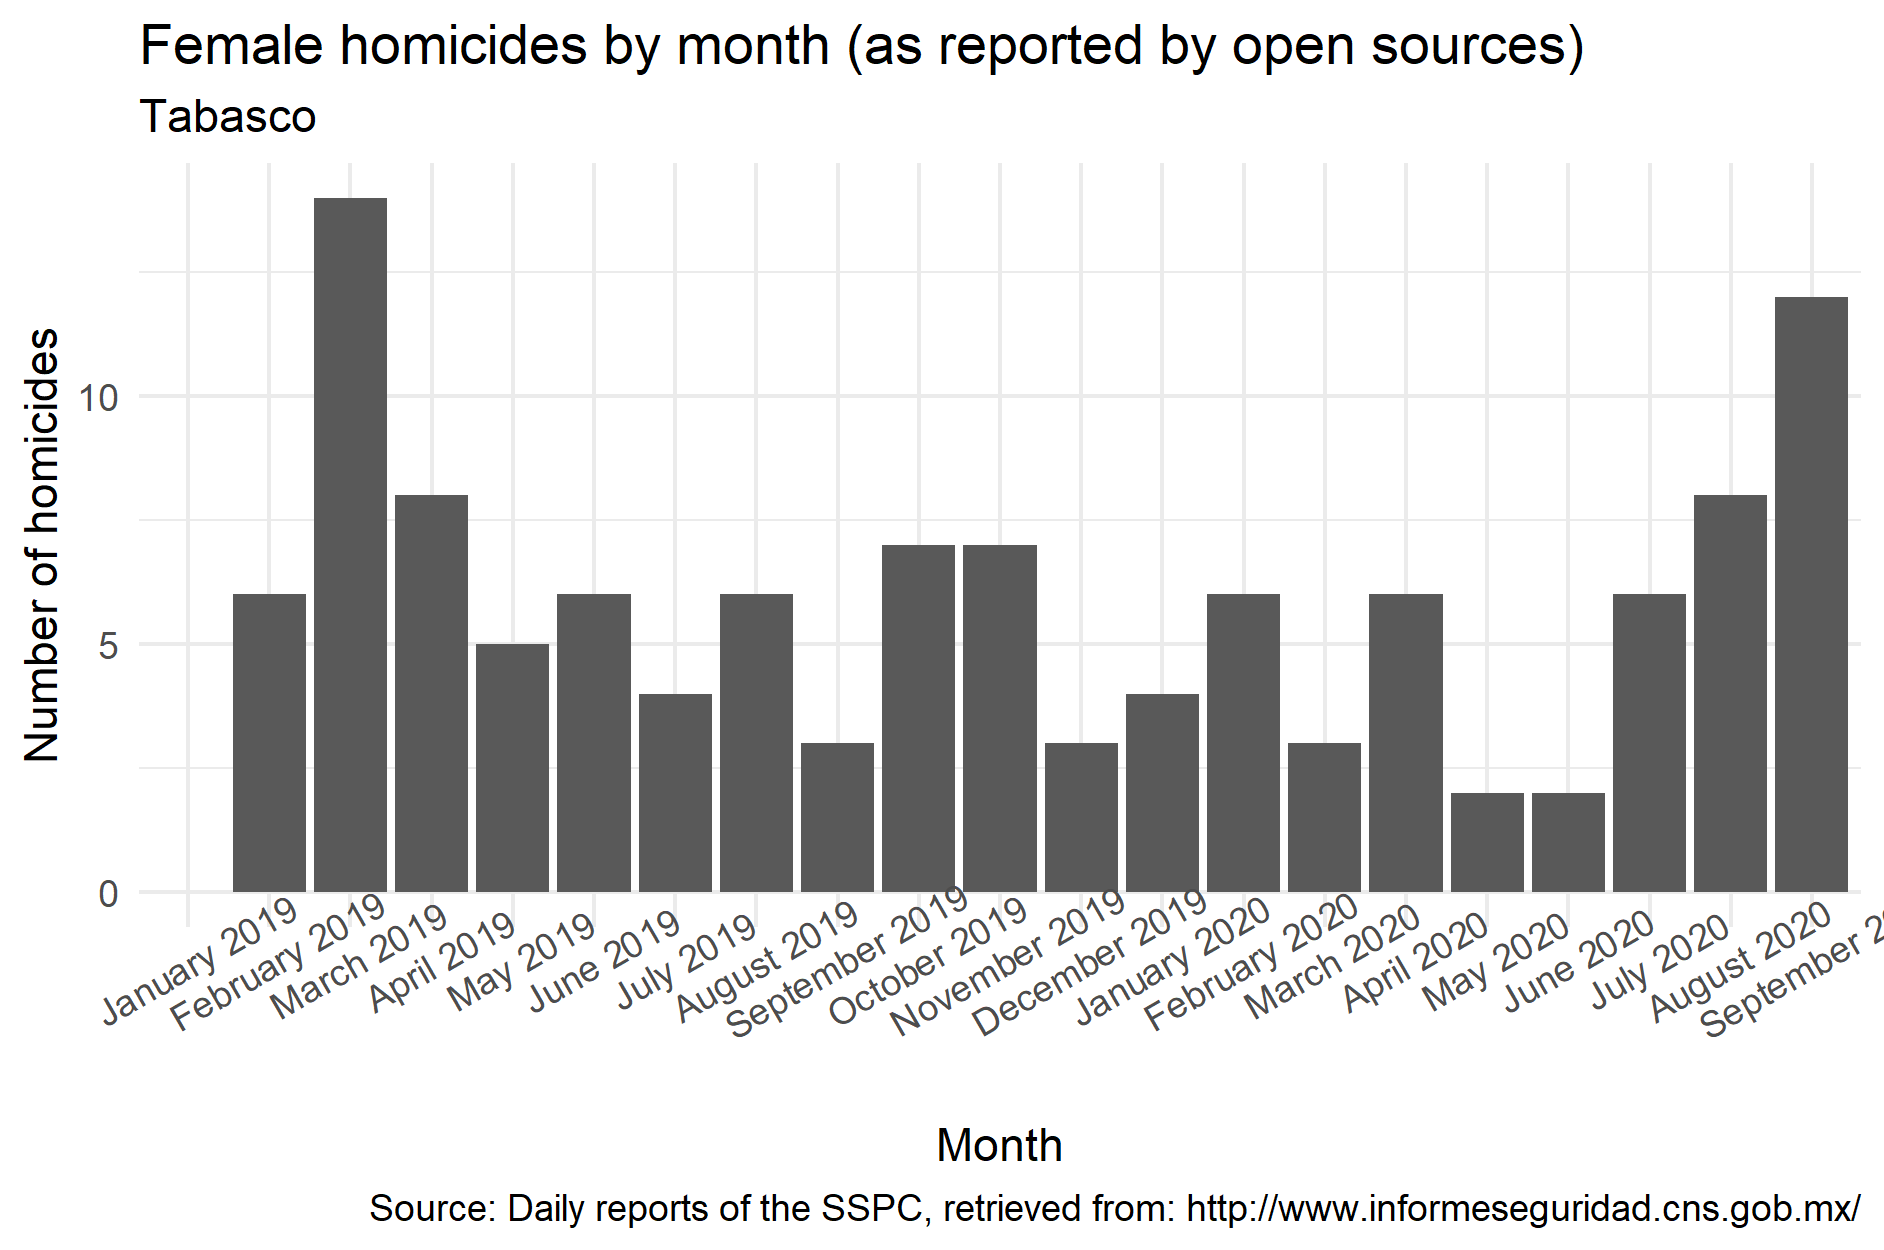 Female homicides by month (as reported by open sources)
Tabasco
Number of homicides
10
5
0
January 2019
February 2019
March 2019
April 2019
May 2019
June 2019
July 2019
August 2019
September 2019
October 2019
November 2019
December 2019
January 2020
February 2020
March 2020
April 2020
May 2020
June 2020
July 2020
August 2020
September 2
Month
Source: Daily reports of the SSPC, retrieved from: http://www.informeseguridad.cns.gob.mx/